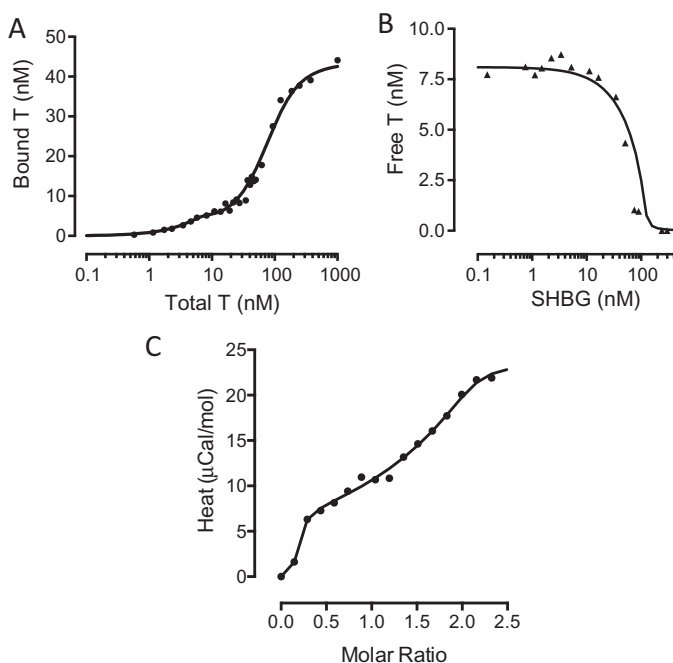 A
Bound T (nM)
50
40
30
20
10
0
0.1 1 10 100 1000
Total T (nM)
B
Free T (nM)
10.0
7.5
5.0
2.5
0.0
0.1 1 10 100
SHBG (nM)
C
Heat (μCal/mol)
25
20
15
10
5
0
0.0 0.5 1.0 1.5 2.0 2.5
Molar Ratio